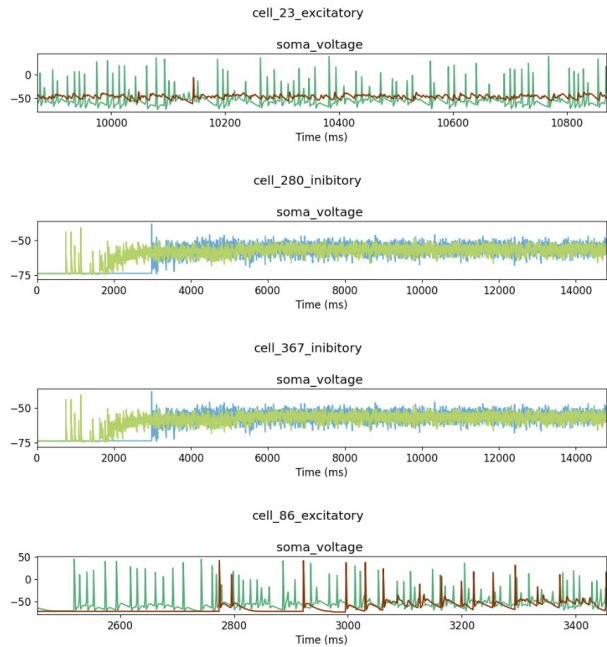 cell_23_excitatory
soma_voltage
0
−50
10000 10200 10400 10600 10800
Time (ms)
cell_280_inibitory
soma_voltage
−50
−75
0 2000 4000 6000 8000 10000 12000 14000
Time (ms)
cell_367_inibitory
soma_voltage
−50
−75
0 2000 4000 6000 8000 10000 12000 14000
Time (ms)
cell_86_excitatory
soma_voltage
50
0
−50
2600 2800 3000 3200 3400
Time (ms)